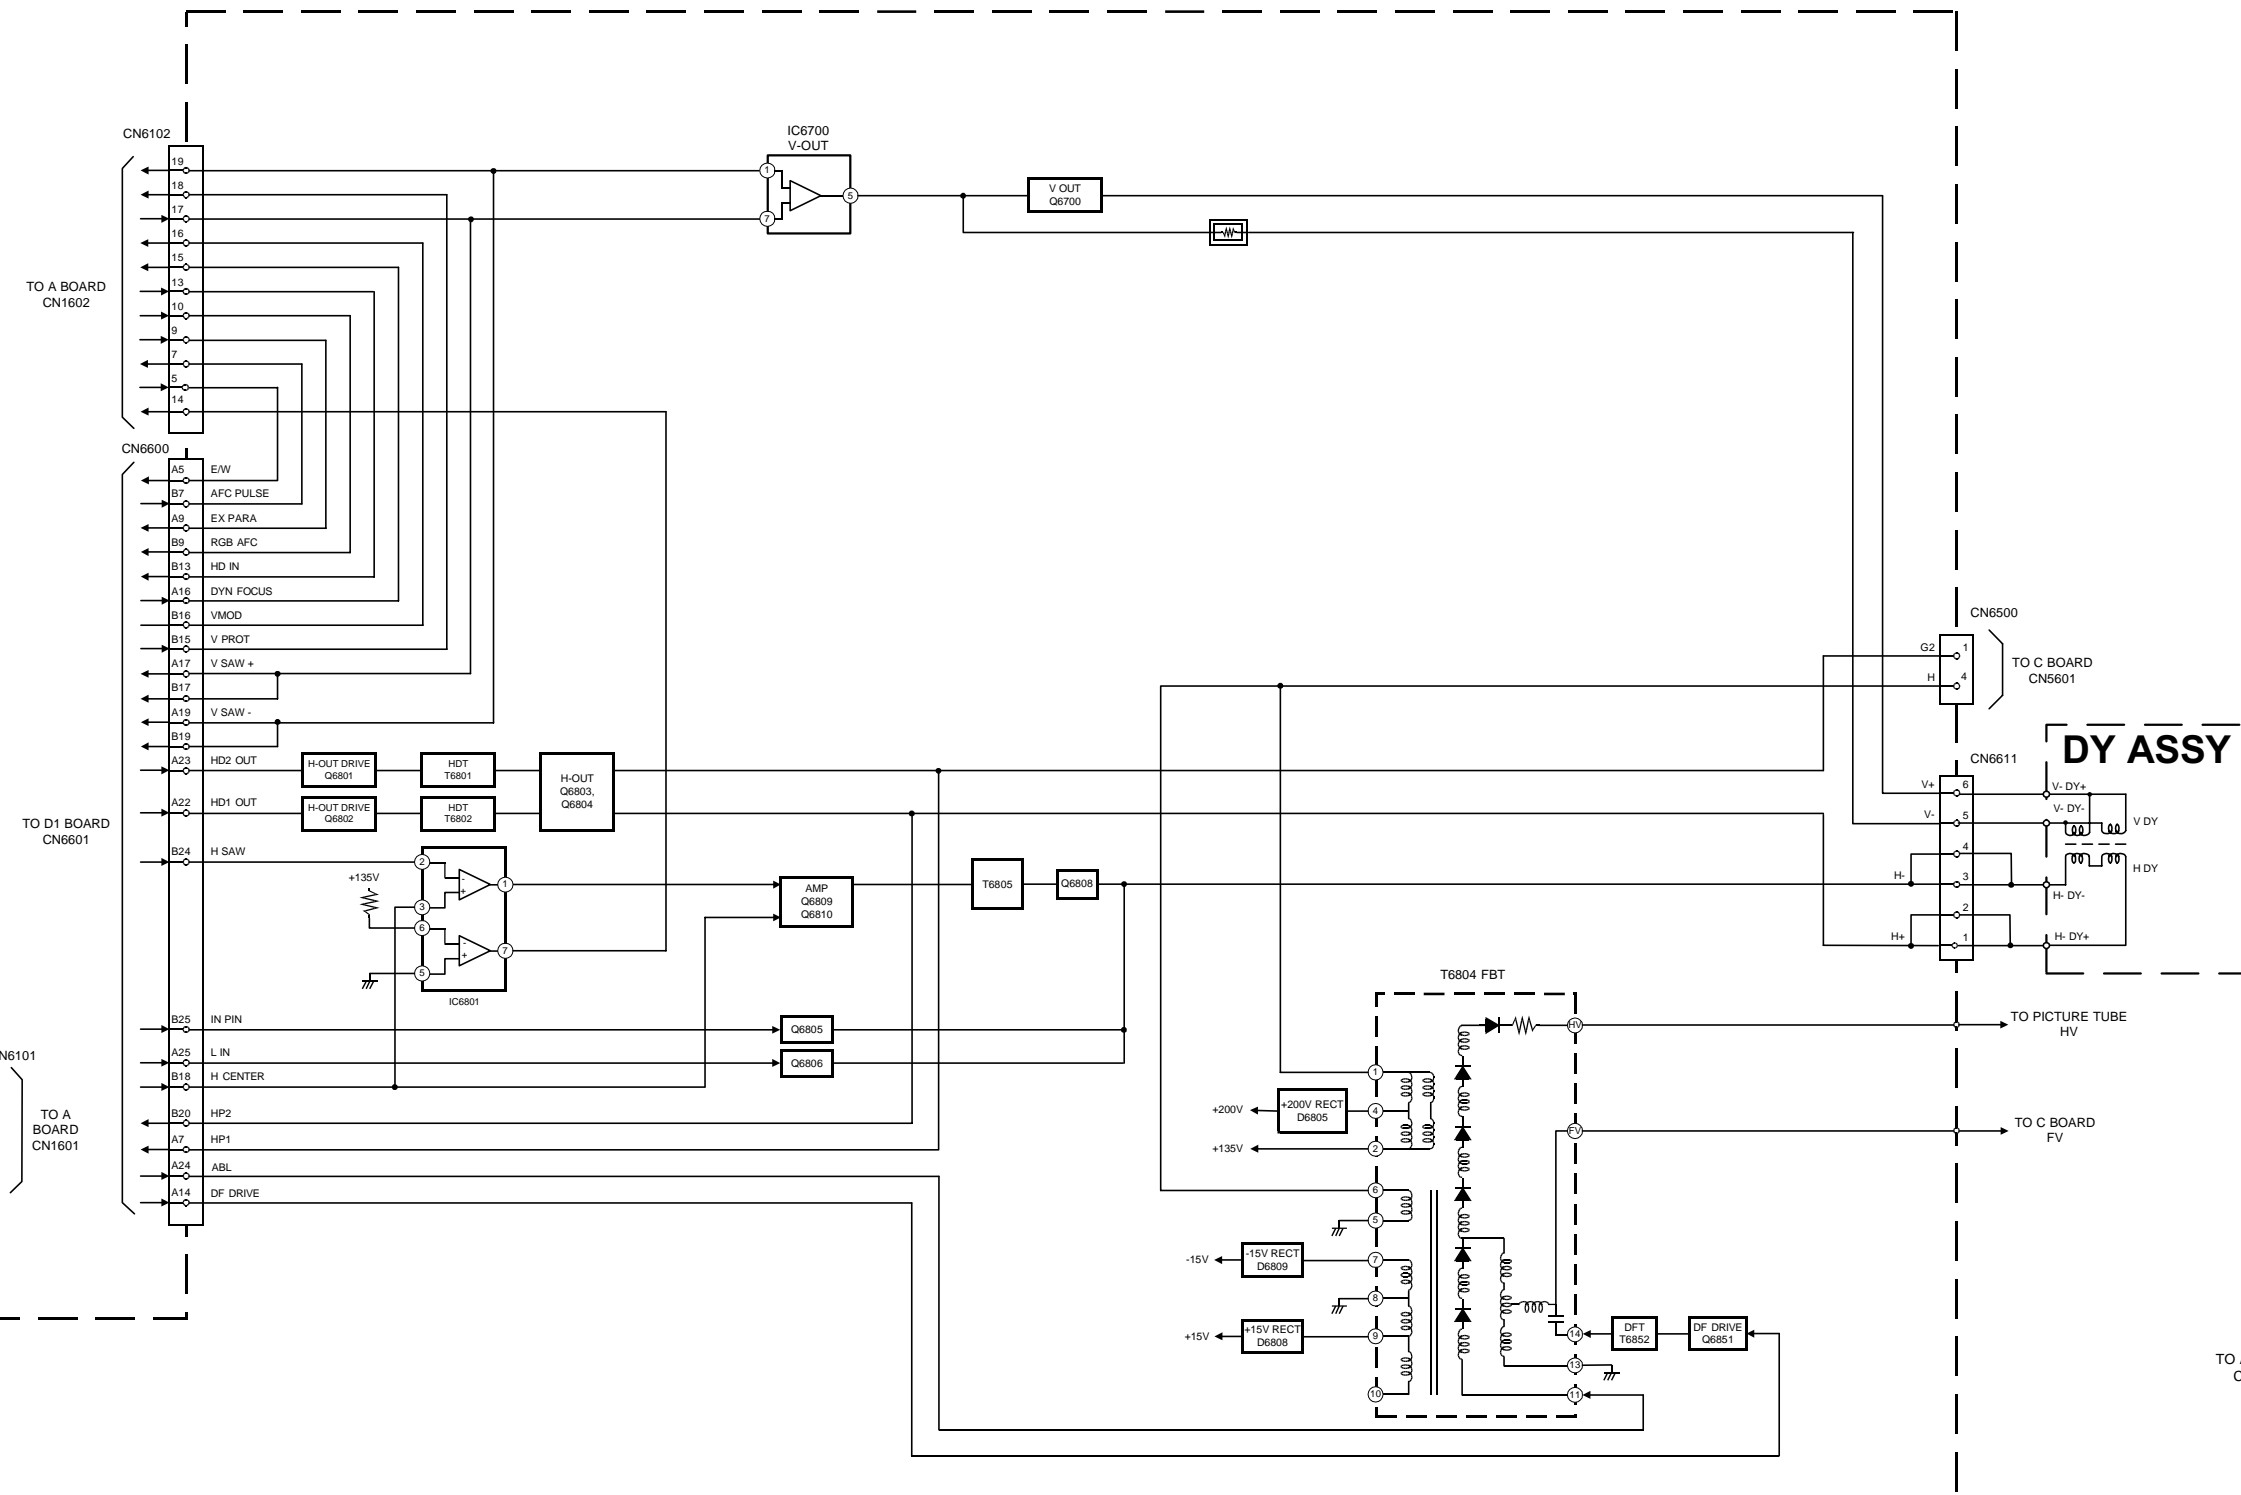 CN6102
19
18
17
16
15
13
10
9
7
5
14
TO A BOARD
CN1602
IC6700
V-OUT
1
7
5
V OUT
Q6700
CN6600
A5 E/W
B7 AFC PULSE
A9 EX PARA
B9 RGB AFC
B13 HD IN
A16 DYN FOCUS
B16 VMOD
B15 V PROT
A17 V SAW +
B17
A19 V SAW -
B19
A23 HD2 OUT
A22 HD1 OUT
B24 H SAW
B25 IN PIN
A25 L IN
B18 H CENTER
B20 HP2
A7 HP1
A24 ABL
A14 DF DRIVE
TO D1 BOARD
CN6601
N6101
TO A
BOARD
CN1601
H-OUT DRIVE
Q6801
HDT
T6801
H-OUT DRIVE
Q6802
HDT
T6802
H-OUT
Q6803,
Q6804
+135V
2
3
6
5
1
7
-
+
-
+
IC6801
AMP
Q6809
Q6810
T6805
Q6808
Q6805
Q6806
CN6500
G2 1
H 4
TO C BOARD
CN5601
CN6611
V+ 6
V- 5
4
H- 3
2
H+ 1
DY ASSY
V- DY+
V- DY-
V DY
H DY
H- DY-
H- DY+
T6804 FBT
HV
TO PICTURE TUBE
HV
FV
TO C BOARD
FV
1
+200V
+200V RECT
D6805
4
+135V
2
6
5
-15V
-15V RECT
D6809
7
8
+15V
+15V RECT
D6808
9
10
14
13
11
DFT
T6852
DF DRIVE
Q6851
TO
C